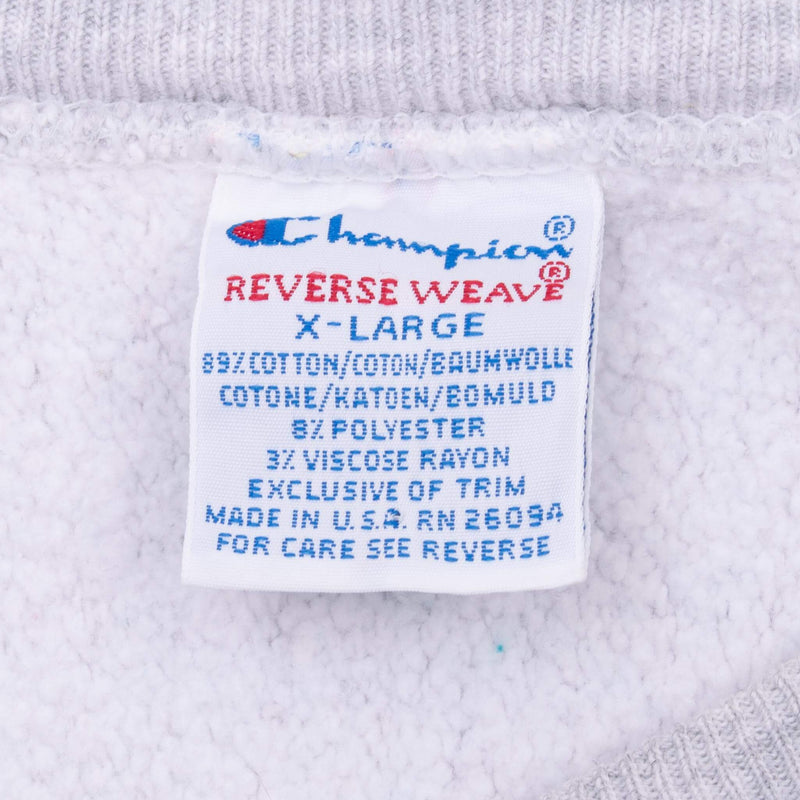 Champion®
REVERSE WEAVE®
X-LARGE
89% COTTON/COTON/BAUMWOLLE
COTONE/KATOEN/BOMULD
8% POLYESTER
3% VISCOSE RAYON
EXCLUSIVE OF TRIM
MADE IN U.S.A. RN 26094
FOR CARE SEE REVERSE